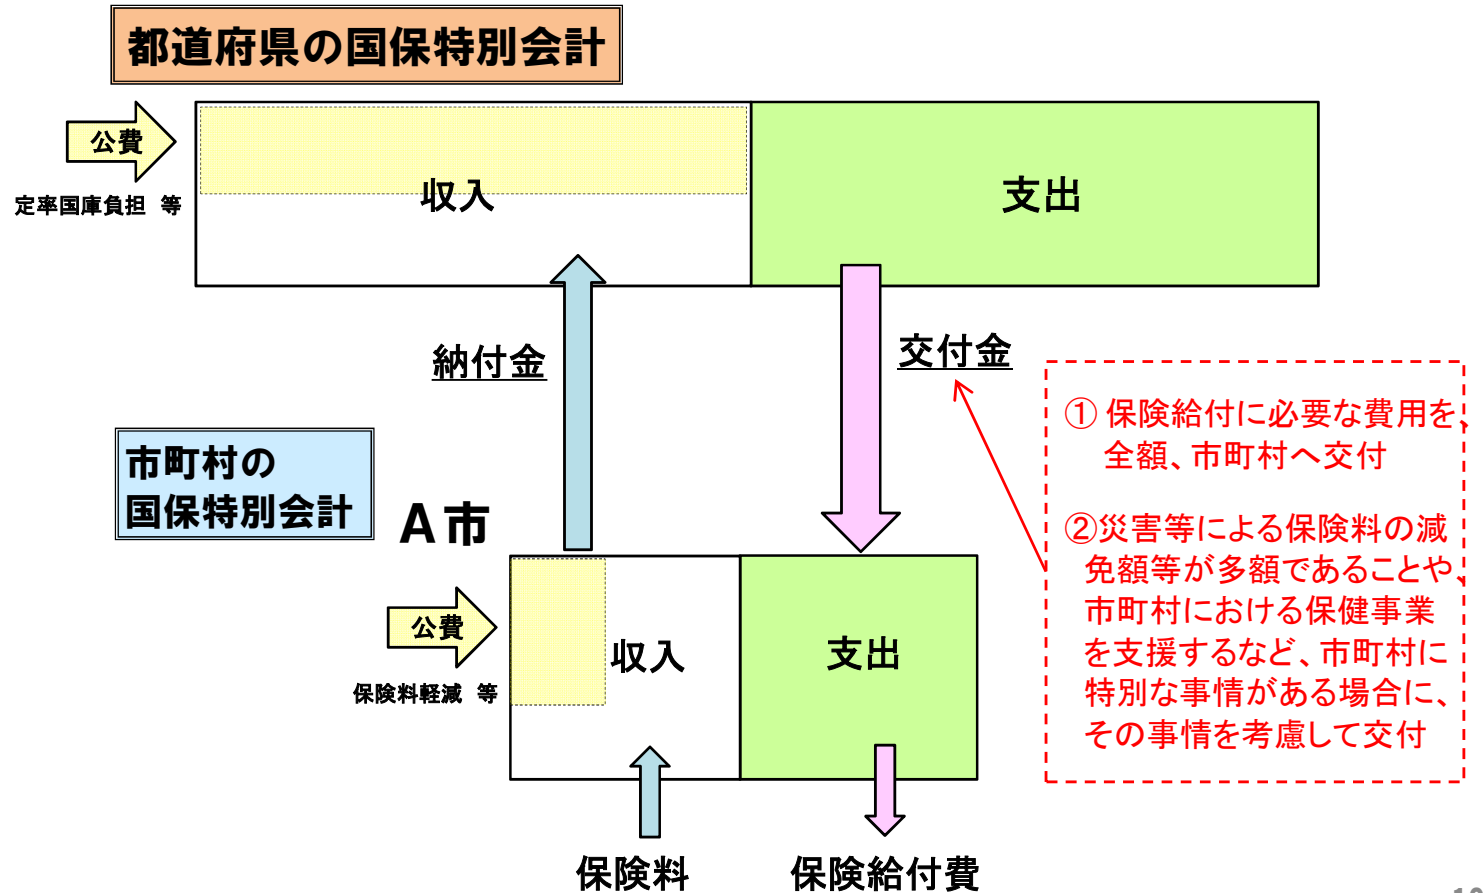 都道府県の国保特別会計
公費
定率国庫負担 等
収入
支出
納付金
交付金
① 保険給付に必要な費用を、
全額、市町村へ交付
②災害等による保険料の減
免額等が多額であることや、
市町村における保健事業
を支援するなど、市町村に
特別な事情がある場合に、
その事情を考慮して交付
市町村の
国保特別会計
A市
公費
保険料軽減 等
収入
支出
保険料
保険給付費